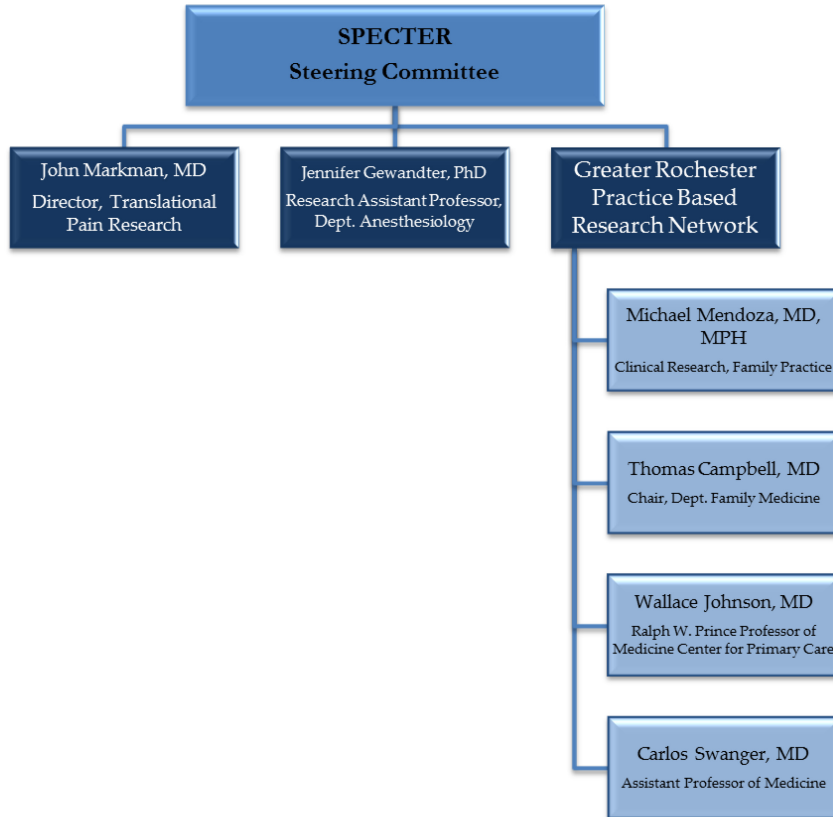 SPECTER
Steering Committee
John Markman, MD
Director, Translational
Pain Research
Jennifer Gewandter, PhD
Research Assistant Professor,
Dept. Anesthesiology
Greater Rochester
Practice Based
Research Network
Michael Mendoza, MD,
MPH
Clinical Research, Family Practice
Thomas Campbell, MD
Chair, Dept. Family Medicine
Wallace Johnson, MD
Ralph W. Prince Professor of
Medicine Center for Primary Care
Carlos Swanger, MD
Assistant Professor of Medicine